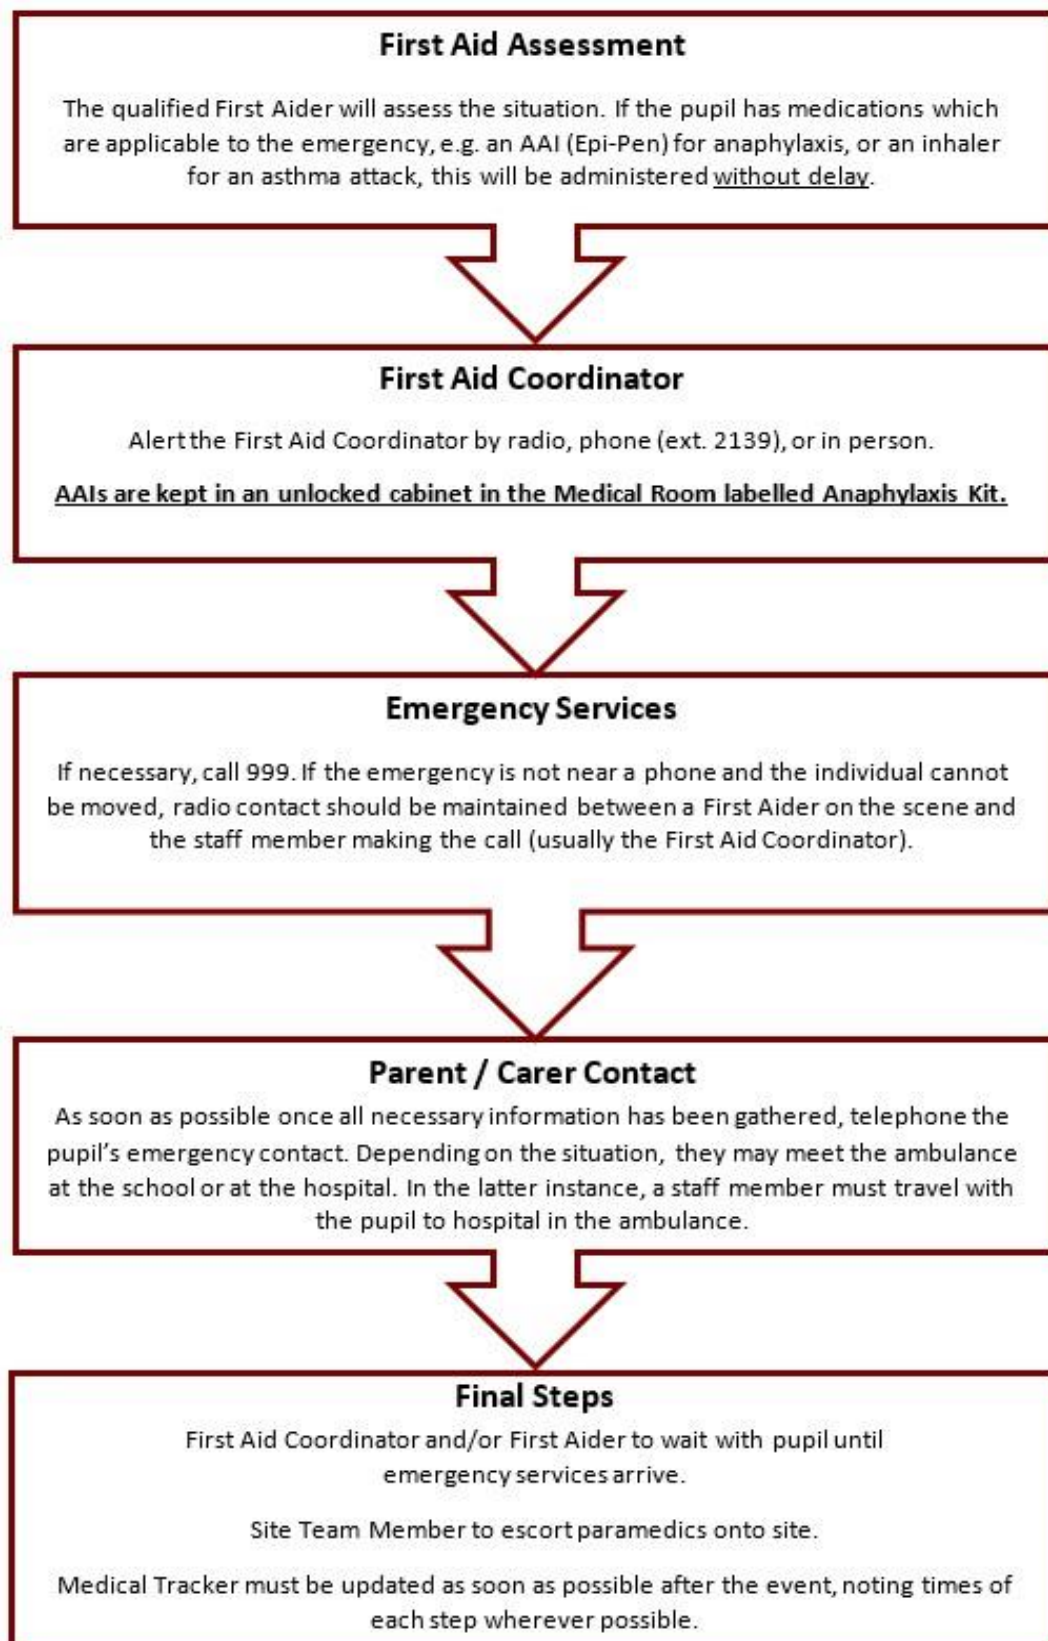 First Aid Assessment
The qualified First Aider will assess the situation. If the pupil has medications which
are applicable to the emergency, e.g. an AAI (Epi-Pen) for anaphylaxis, or an inhaler
for an asthma attack, this will be administered without delay.
First Aid Coordinator
Alert the First Aid Coordinator by radio, phone (ext. 2139), or in person.
AAIs are kept in an unlocked cabinet in the Medical Room labelled Anaphylaxis Kit.
Emergency Services
If necessary, call 999. If the emergency is not near a phone and the individual cannot
be moved, radio contact should be maintained between a First Aider on the scene and
the staff member making the call (usually the First Aid Coordinator).
Parent / Carer Contact
As soon as possible once all necessary information has been gathered, telephone the
pupil's emergency contact. Depending on the situation, they may meet the ambulance
at the school or at the hospital. In the latter instance, a staff member must travel with
the pupil to hospital in the ambulance.
Final Steps
First Aid Coordinator and/or First Aider to wait with pupil until
emergency services arrive.
Site Team Member to escort paramedics onto site.
Medical Tracker must be updated as soon as possible after the event, noting times of
each step wherever possible.